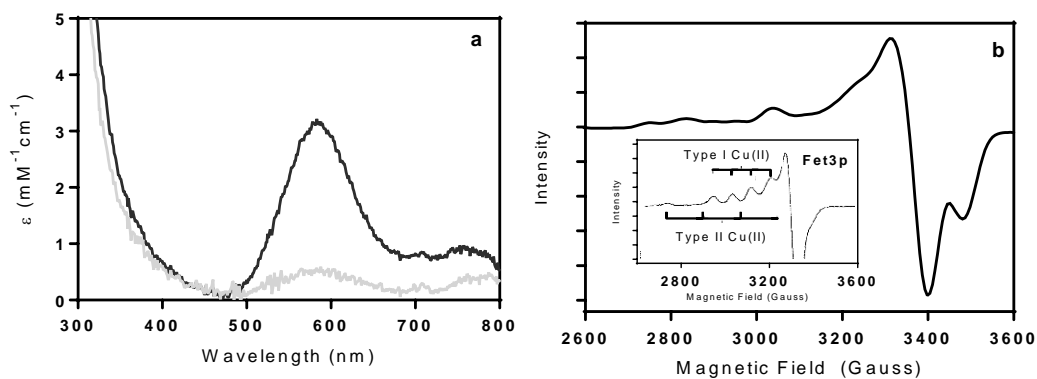 a
5
4
3
2
1
0
ε (mM⁻¹cm⁻¹)
300 400 500 600 700 800
Wavelength (nm)
b
Intensity
Type I Cu(II)
Fet3p
Intensity
Type II Cu(II)
2800 3200 3600
Magnetic Field (Gauss)
2600 2800 3000 3200 3400 3600
Magnetic Field (Gauss)